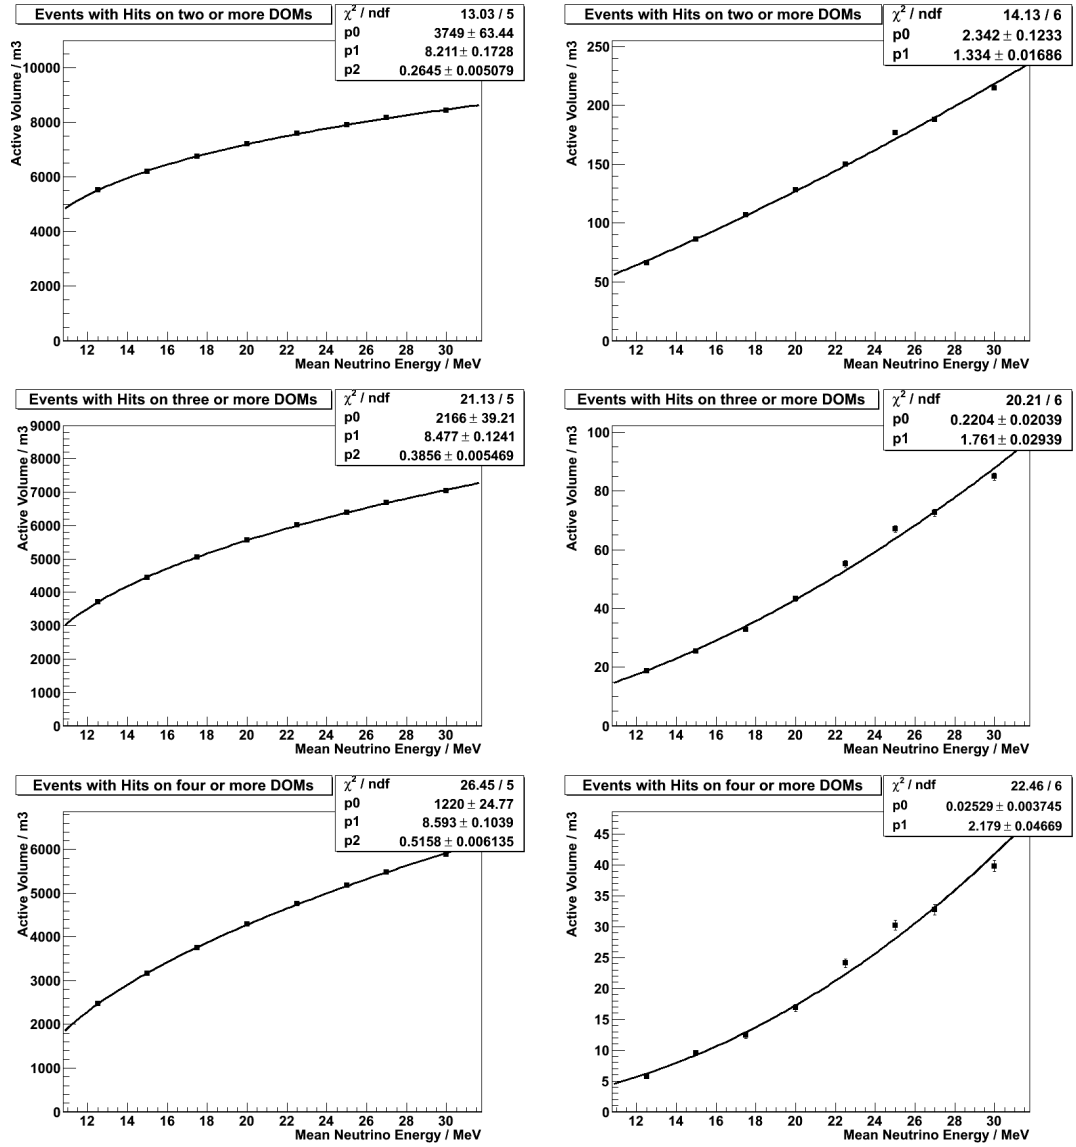 Events with Hits on two or more DOMs
χ² / ndf 13.03 / 5
p0 3749 ± 63.44
p1 8.211 ± 0.1728
p2 0.2645 ± 0.005079
Active Volume / m3
10000
8000
6000
4000
2000
0
12 14 16 18 20 22 24 26 28 30
Mean Neutrino Energy / MeV
Events with Hits on two or more DOMs
χ² / ndf 14.13 / 6
p0 2.342 ± 0.1233
p1 1.334 ± 0.01686
Active Volume / m3
250
200
150
100
50
0
12 14 16 18 20 22 24 26 28 30
Mean Neutrino Energy / MeV
Events with Hits on three or more DOMs
χ² / ndf 21.13 / 5
p0 2166 ± 39.21
p1 8.477 ± 0.1241
p2 0.3856 ± 0.005469
Active Volume / m3
9000
8000
7000
6000
5000
4000
3000
2000
1000
0
12 14 16 18 20 22 24 26 28 30
Mean Neutrino Energy / MeV
Events with Hits on three or more DOMs
χ² / ndf 20.21 / 6
p0 0.2204 ± 0.02039
p1 1.761 ± 0.02939
Active Volume / m3
100
80
60
40
20
0
12 14 16 18 20 22 24 26 28 30
Mean Neutrino Energy / MeV
Events with Hits on four or more DOMs
χ² / ndf 26.45 / 5
p0 1220 ± 24.77
p1 8.593 ± 0.1039
p2 0.5158 ± 0.006135
Active Volume / m3
6000
5000
4000
3000
2000
1000
0
12 14 16 18 20 22 24 26 28 30
Mean Neutrino Energy / MeV
Events with Hits on four or more DOMs
χ² / ndf 22.46 / 6
p0 0.02529 ± 0.003745
p1 2.179 ± 0.04669
Active Volume / m3
45
40
35
30
25
20
15
10
5
0
12 14 16 18 20 22 24 26 28 30
Mean Neutrino Energy / MeV